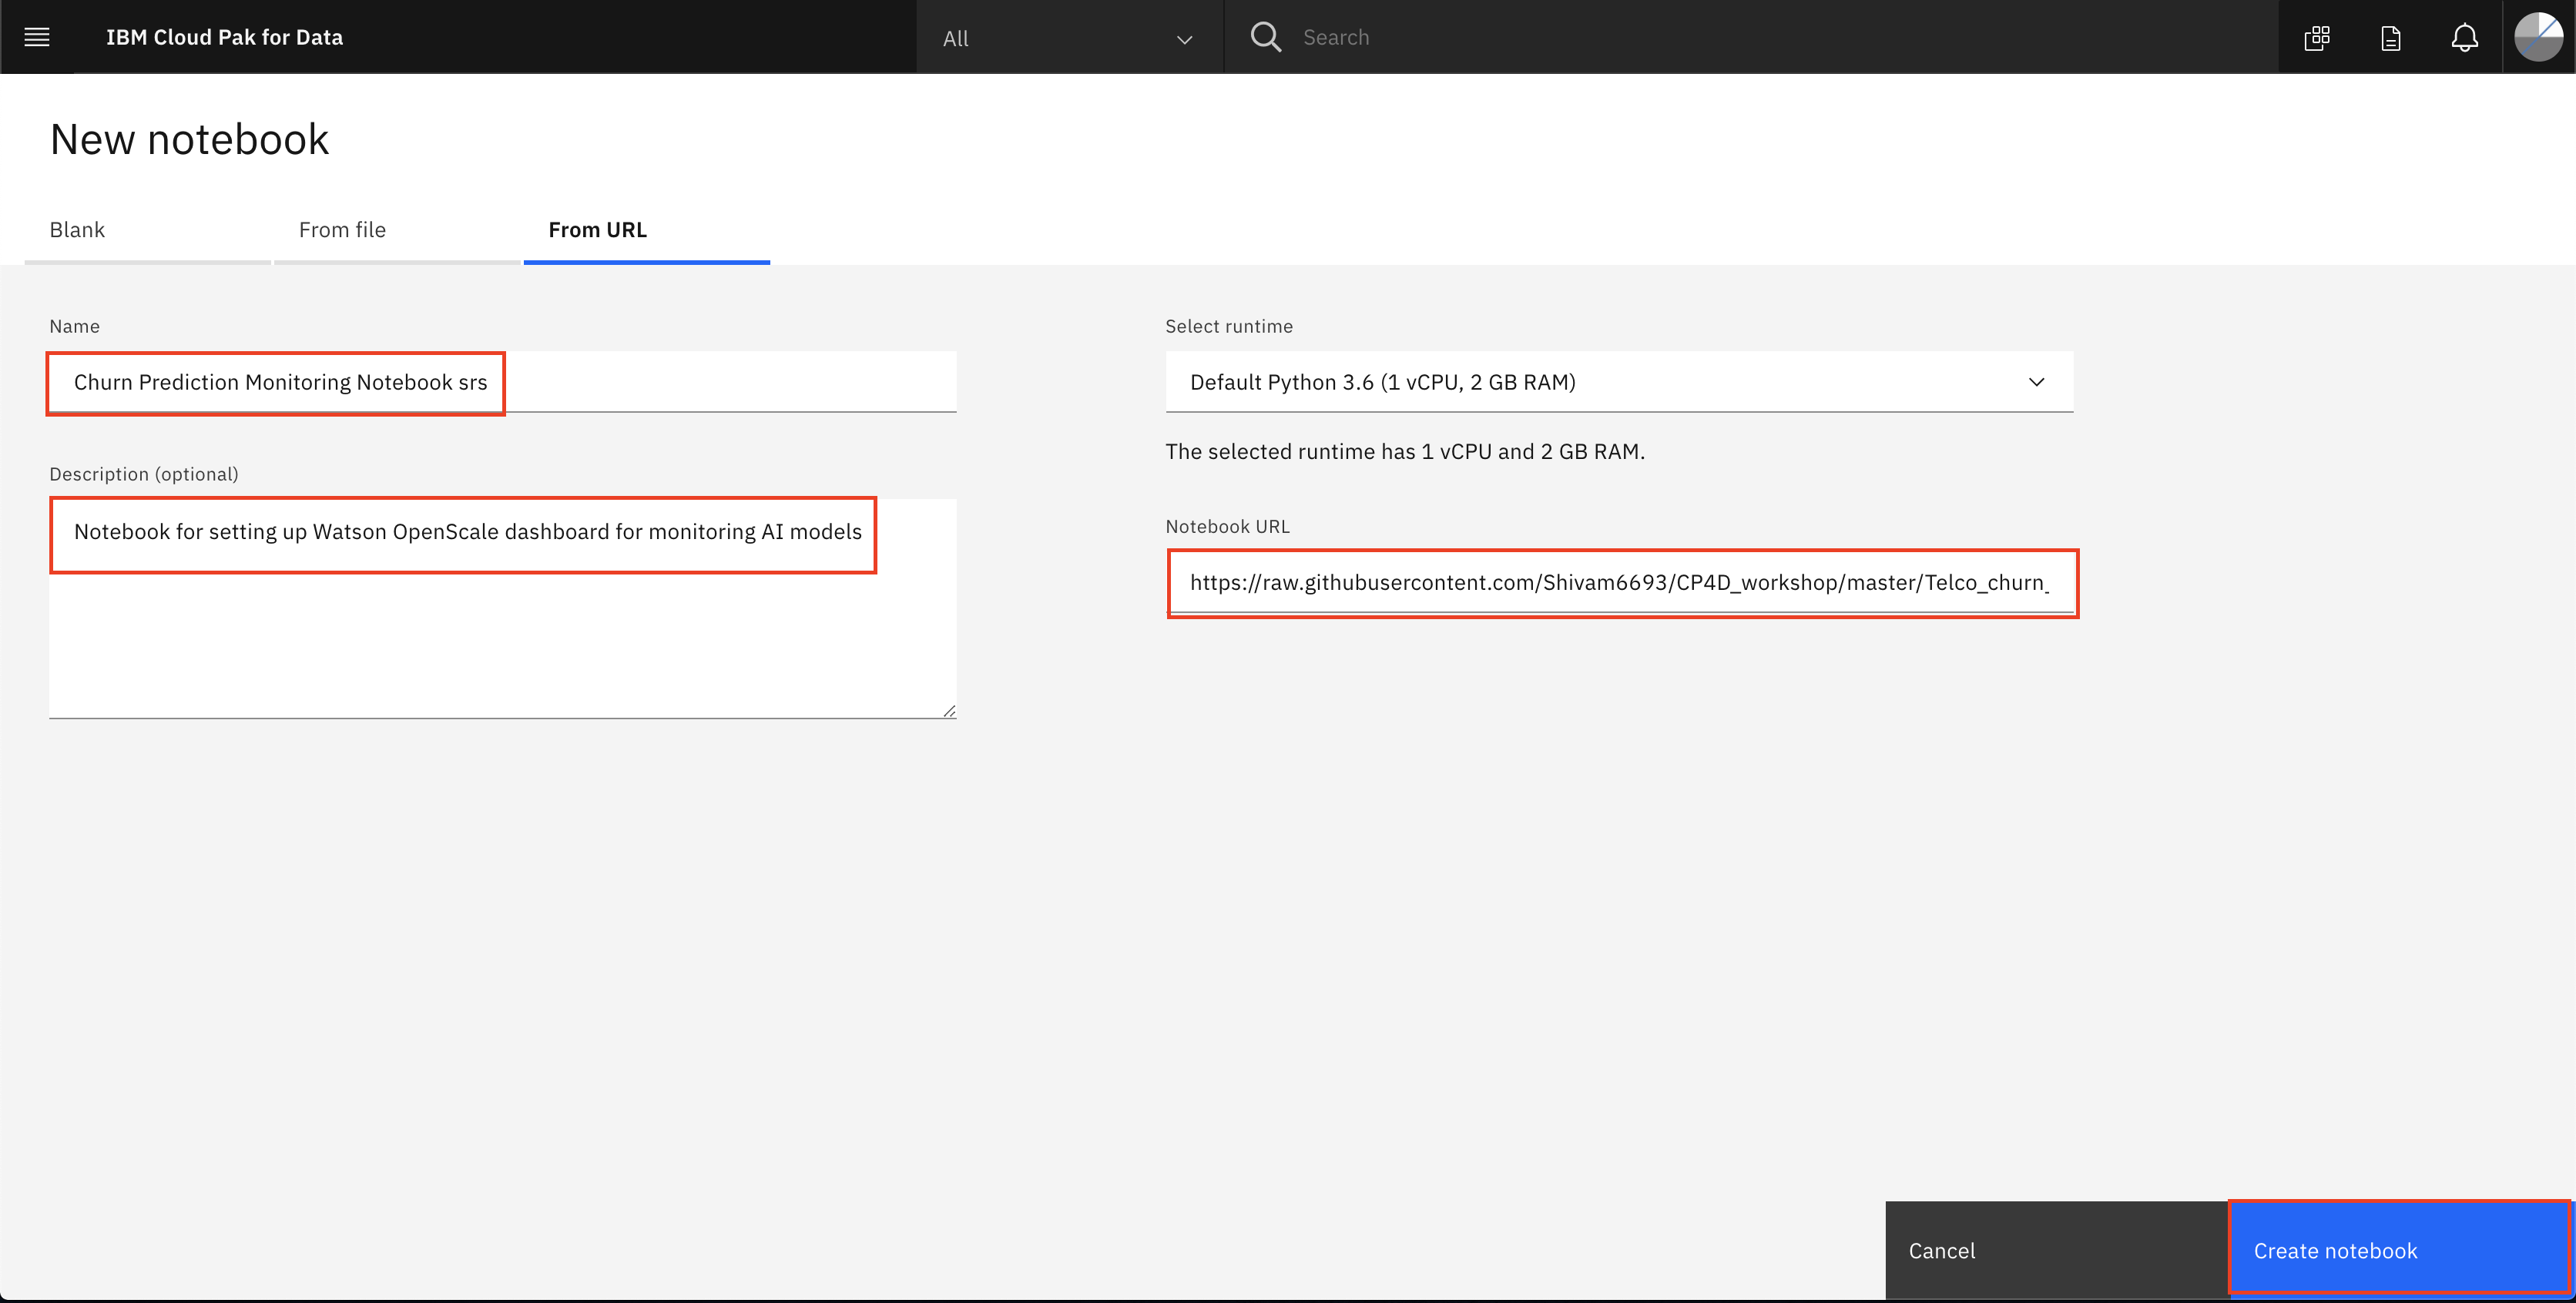 IBM Cloud Pak for Data
All
Search
New notebook
Blank
From file
From URL
Name
Churn Prediction Monitoring Notebook srs
Description (optional)
Notebook for setting up Watson OpenScale dashboard for monitoring AI models
Select runtime
Default Python 3.6 (1 vCPU, 2 GB RAM)
The selected runtime has 1 vCPU and 2 GB RAM.
Notebook URL
https://raw.githubusercontent.com/Shivam6693/CP4D_workshop/master/Telco_churn_
Cancel
Create notebook